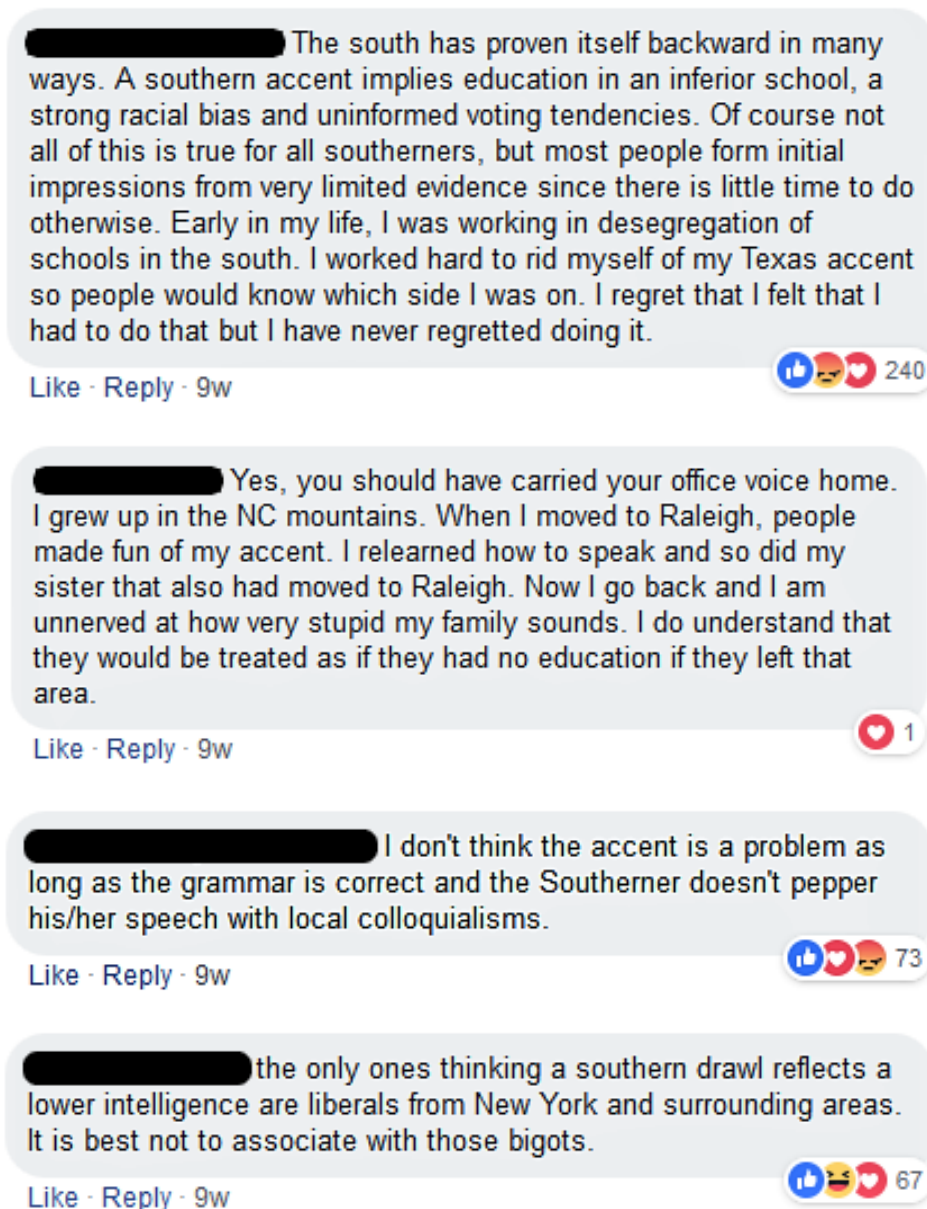 The south has proven itself backward in many
ways. A southern accent implies education in an inferior school, a
strong racial bias and uninformed voting tendencies. Of course not
all of this is true for all southerners, but most people form initial
impressions from very limited evidence since there is little time to do
otherwise. Early in my life, I was working in desegregation of
schools in the south. I worked hard to rid myself of my Texas accent
so people would know which side I was on. I regret that I felt that I
had to do that but I have never regretted doing it.
240
Like · Reply · 9w
Yes, you should have carried your office voice home.
I grew up in the NC mountains. When I moved to Raleigh, people
made fun of my accent. I relearned how to speak and so did my
sister that also had moved to Raleigh. Now I go back and I am
unnerved at how very stupid my family sounds. I do understand that
they would be treated as if they had no education if they left that
area.
1
Like · Reply · 9w
I don't think the accent is a problem as
long as the grammar is correct and the Southerner doesn't pepper
his/her speech with local colloquialisms.
73
Like · Reply · 9w
the only ones thinking a southern drawl reflects a
lower intelligence are liberals from New York and surrounding areas.
It is best not to associate with those bigots.
67
Like · Reply · 9w